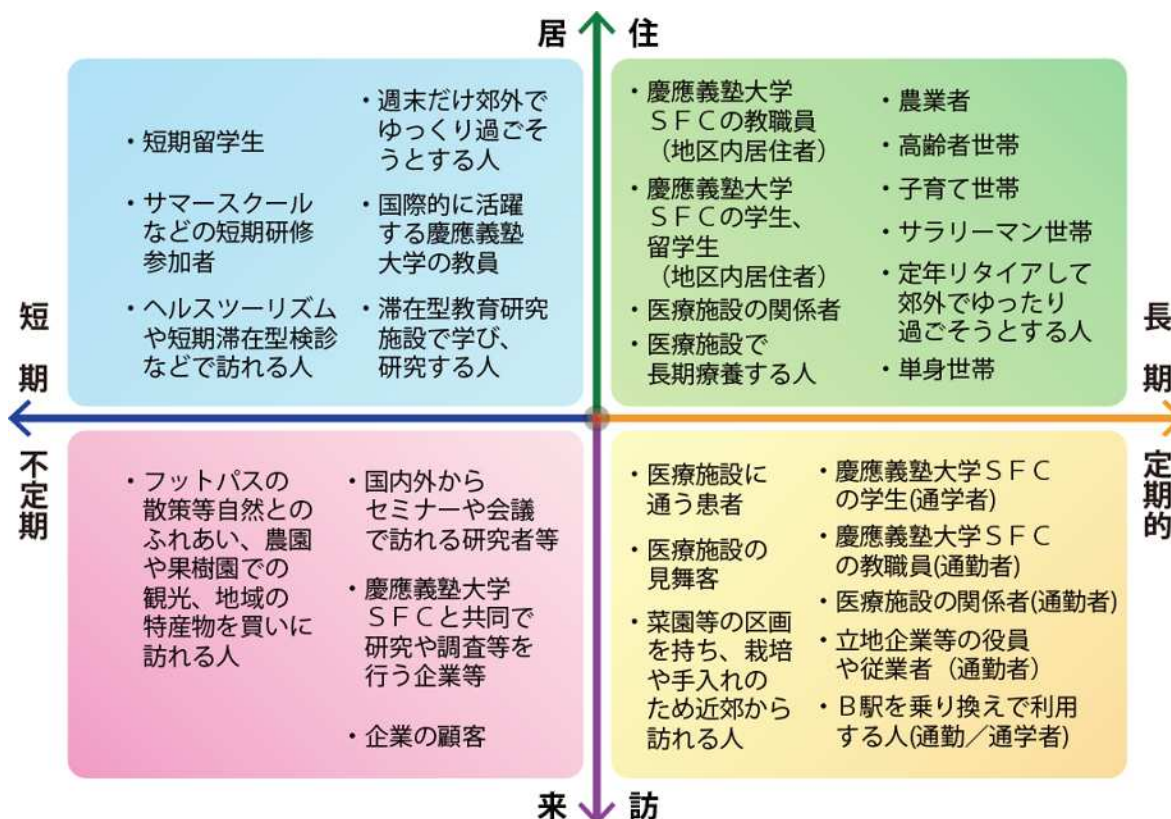 居住
・短期留学生
・サマースクール
などの短期研修
参加者
・ヘルスツーリズム
や短期滞在型検診
などで訪れる人
・週末だけ郊外で
ゆっくり過ごそ
うとする人
・国際的に活躍
する慶應義塾
大学の教員
・滞在型教育研究
施設で学び、
研究する人
・慶應義塾大学
ＳＦＣの教職員
（地区内居住者）
・慶應義塾大学
ＳＦＣの学生、
留学生
（地区内居住者）
・医療施設の関係者
・医療施設で
長期療養する人
・農業者
・高齢者世帯
・子育て世帯
・サラリーマン世帯
・定年リタイアして
郊外でゆったり
過ごそうとする人
・単身世帯
短期
長期
不定期
定期的
・フットパスの
散策等自然との
ふれあい、農園
や果樹園での
観光、地域の
特産物を買いに
訪れる人
・国内外から
セミナーや会議
で訪れる研究者等
・慶應義塾大学
ＳＦＣと共同で
研究や調査等を
行う企業等
・企業の顧客
・医療施設に
通う患者
・医療施設の
見舞客
・菜園等の区画
を持ち、栽培
や手入れの
ため近郊から
訪れる人
・慶應義塾大学ＳＦＣ
の学生(通学者)
・慶應義塾大学ＳＦＣ
の教職員(通勤者)
・医療施設の関係者(通勤者)
・立地企業等の役員
や従業者（通勤者）
・Ｂ駅を乗り換えで利用
する人(通勤／通学者)
来訪